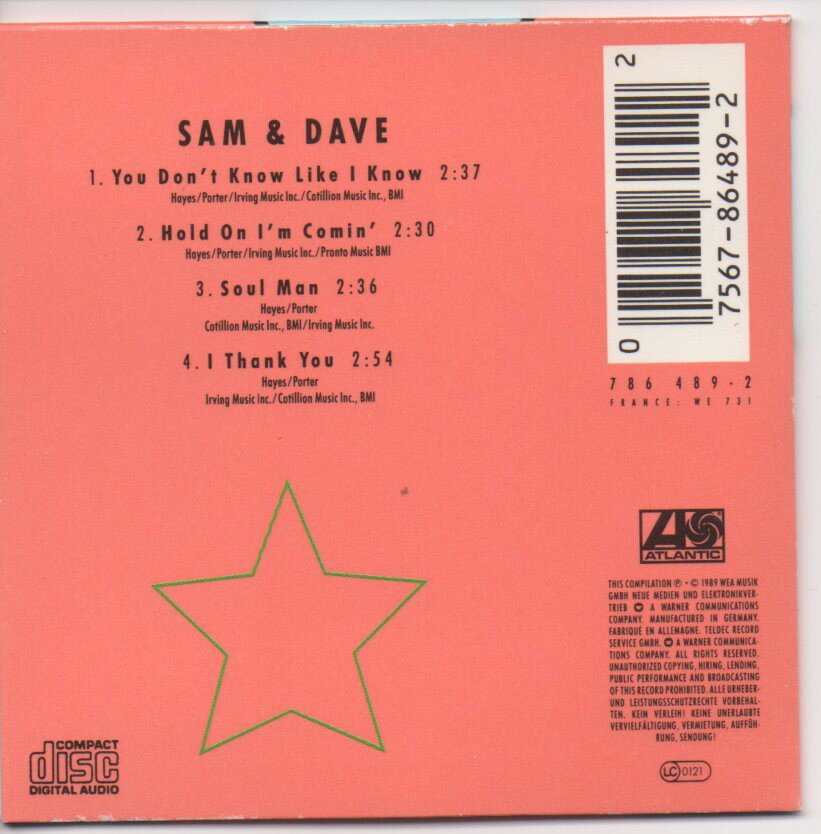 SAM & DAVE
1. You Don't Know Like I Know 2:37
Hayes/Porter/Irving Music Inc./Cotillion Music Inc., BMI
2. Hold On I'm Comin' 2:30
Hayes/Porter/Irving Music Inc./Pronto Music BMI
3. Soul Man 2:36
Hayes/Porter
Cotillion Music Inc., BMI/Irving Music Inc.
4. I Thank You 2:54
Hayes/Porter
Irving Music Inc./Cotillion Music Inc., BMI
0 7567-86489-2 2
786 489-2
FRANCE: WE 731
ATLANTIC
THIS COMPILATION ℗ • © 1989 WEA MUSIK
GMBH NEUE MEDIEN UND ELEKTRONIKVER-
TRIEB A WARNER COMMUNICATIONS
COMPANY. MANUFACTURED IN GERMANY.
FABRIQUÉ EN ALLEMAGNE. TELDEC RECORD
SERVICE GMBH. A WARNER COMMUNICA-
TIONS COMPANY. ALL RIGHTS RESERVED.
UNAUTHORIZED COPYING, HIRING, LENDING,
PUBLIC PERFORMANCE AND BROADCASTING
OF THIS RECORD PROHIBITED. ALLE URHEBER-
UND LEISTUNGSSCHUTZRECHTE VORBEHAL-
TEN. KEIN VERLEIH! KEINE UNERLAUBTE
VERVIELFÄLTIGUNG, VERMIETUNG, AUFFÜH-
RUNG, SENDUNG!
LC 0121
COMPACT
disc
DIGITAL AUDIO